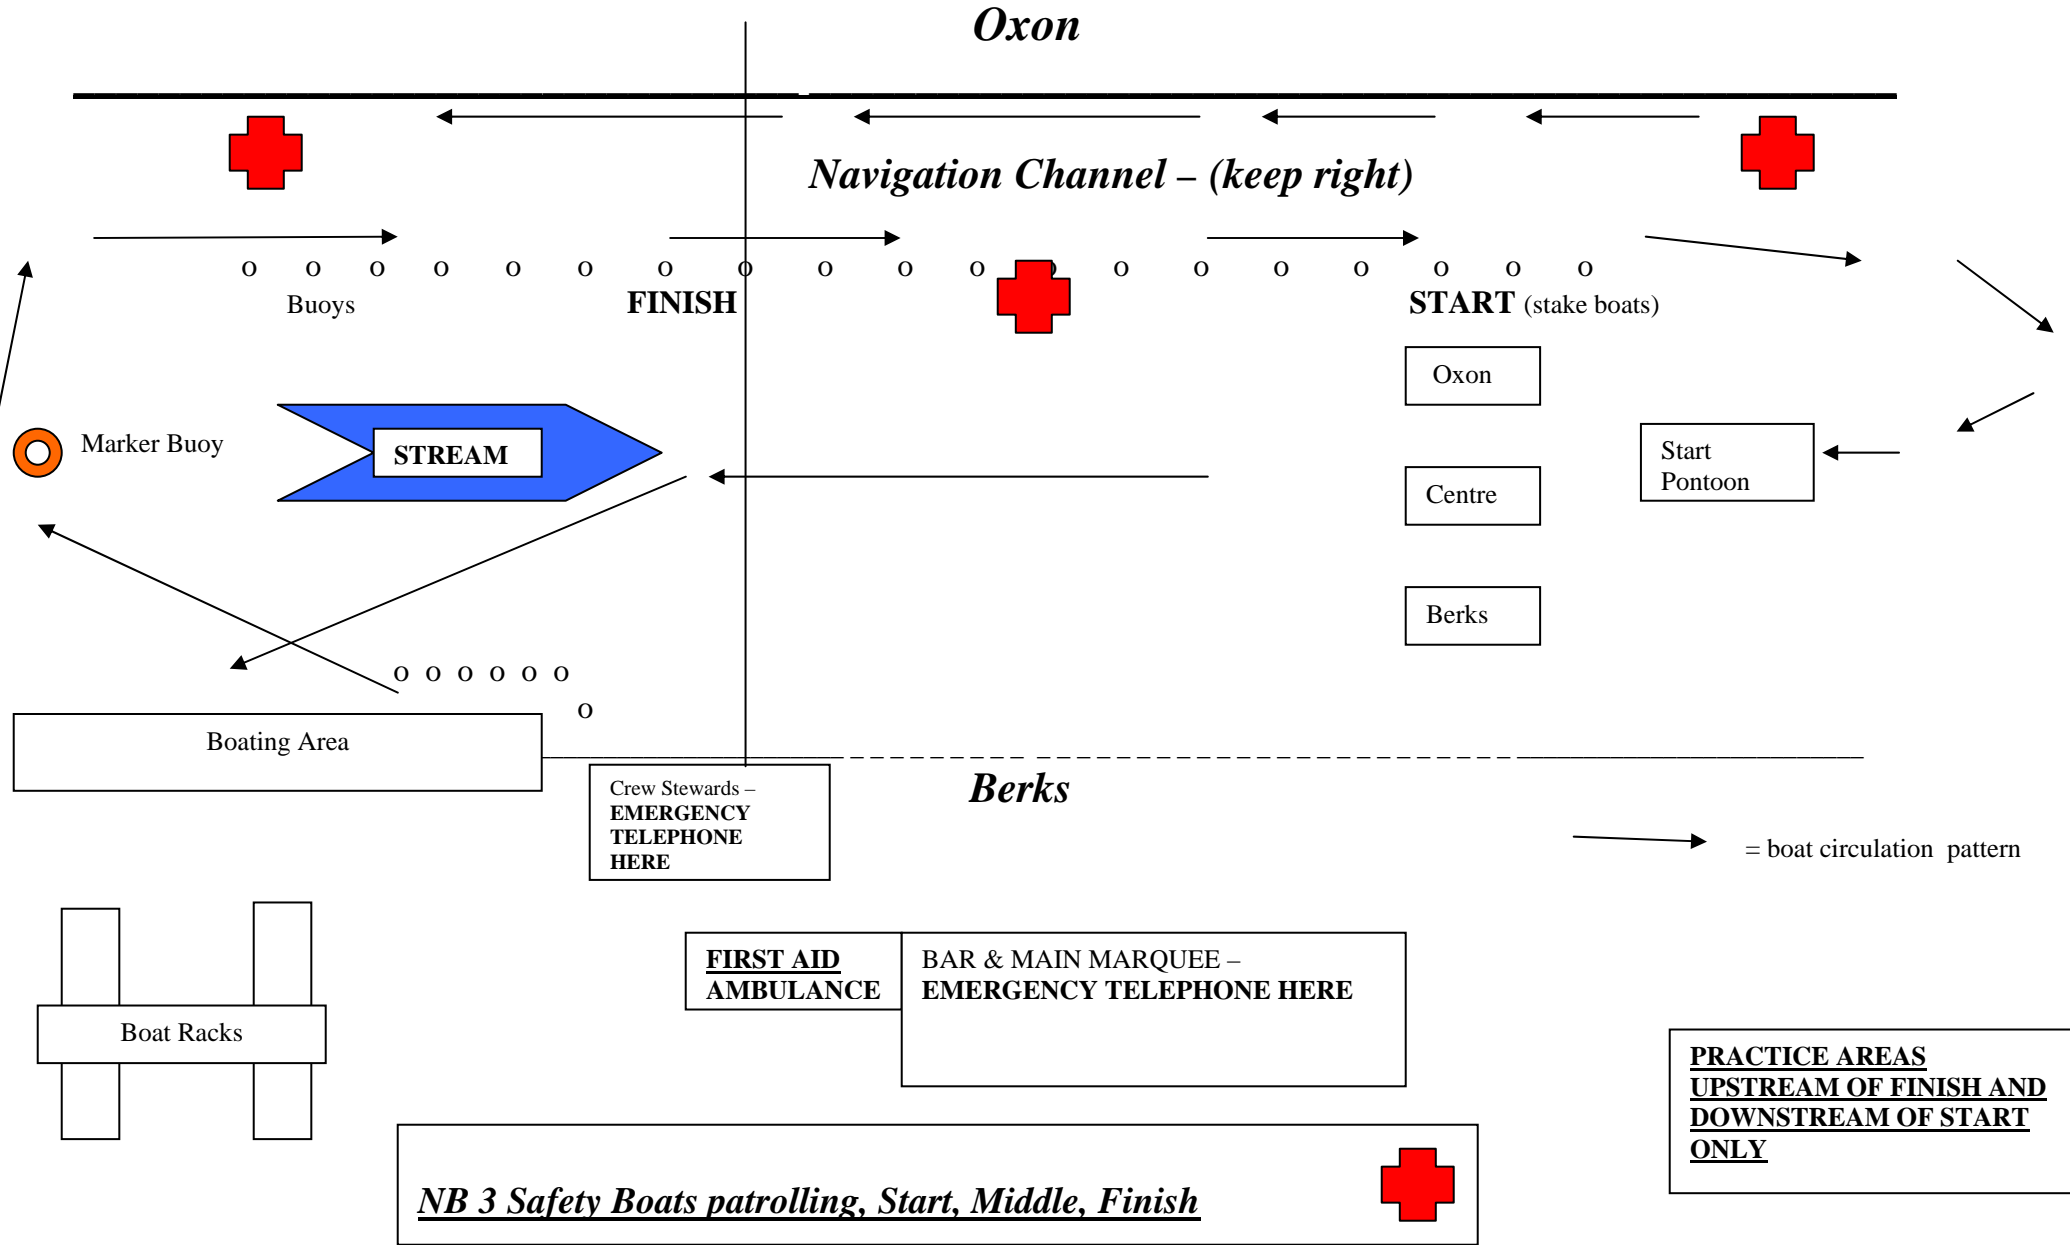 Oxon
Navigation Channel – (keep right)
o o o o o o o o o o o o o o o o o o o
Buoys
FINISH
START (stake boats)
Oxon
Marker Buoy
STREAM
Start
Pontoon
Centre
Berks
o o o o o o
o
Boating Area
Berks
Crew Stewards –
EMERGENCY
TELEPHONE
HERE
= boat circulation pattern
FIRST AID
AMBULANCE
BAR & MAIN MARQUEE –
EMERGENCY TELEPHONE HERE
Boat Racks
PRACTICE AREAS
UPSTREAM OF FINISH AND
DOWNSTREAM OF START
ONLY
NB 3 Safety Boats patrolling, Start, Middle, Finish